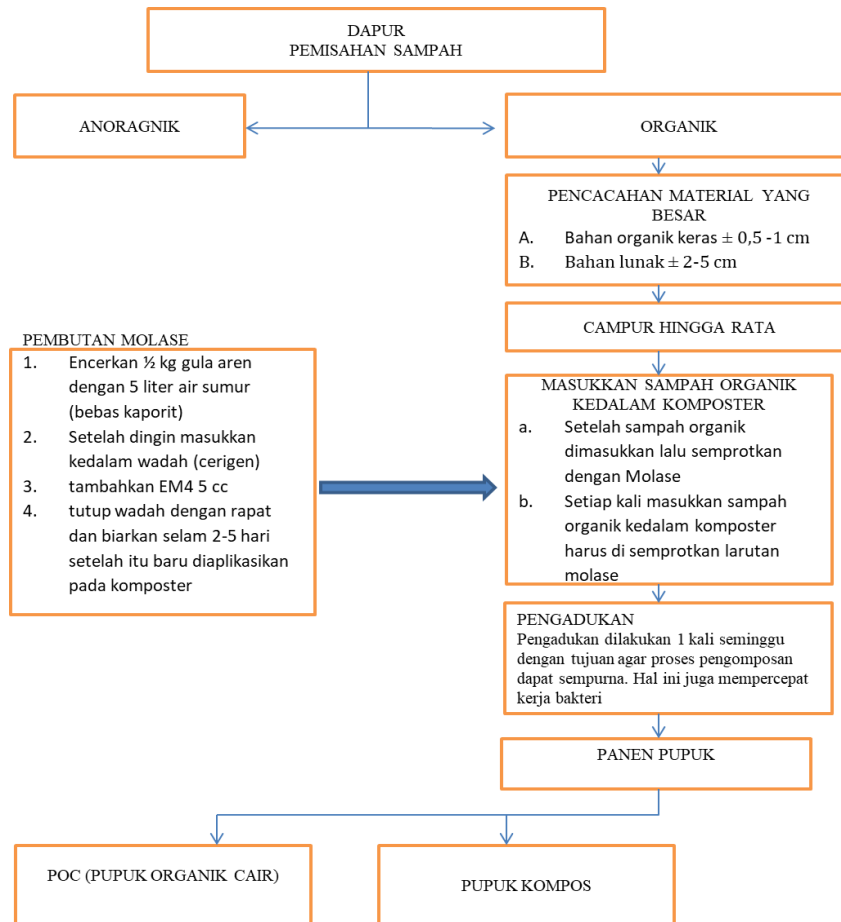 DAPUR
PEMISAHAN SAMPAH
ANORAGNIK
ORGANIK
PENCACAHAN MATERIAL YANG
BESAR
A. Bahan organik keras ± 0,5 -1 cm
B. Bahan lunak ± 2-5 cm
CAMPUR HINGGA RATA
PEMBUTAN MOLASE
1. Encerkan ½ kg gula aren
dengan 5 liter air sumur
(bebas kaporit)
2. Setelah dingin masukkan
kedalam wadah (cerigen)
3. tambahkan EM4 5 cc
4. tutup wadah dengan rapat
dan biarkan selam 2-5 hari
setelah itu baru diaplikasikan
pada komposter
MASUKKAN SAMPAH ORGANIK
KEDALAM KOMPOSTER
a. Setelah sampah organik
dimasukkan lalu semprotkan
dengan Molase
b. Setiap kali masukkan sampah
organik kedalam komposter
harus di semprotkan larutan
molase
PENGADUKAN
Pengadukan dilakukan 1 kali seminggu
dengan tujuan agar proses pengomposan
dapat sempurna. Hal ini juga mempercepat
kerja bakteri
PANEN PUPUK
POC (PUPUK ORGANIK CAIR)
PUPUK KOMPOS